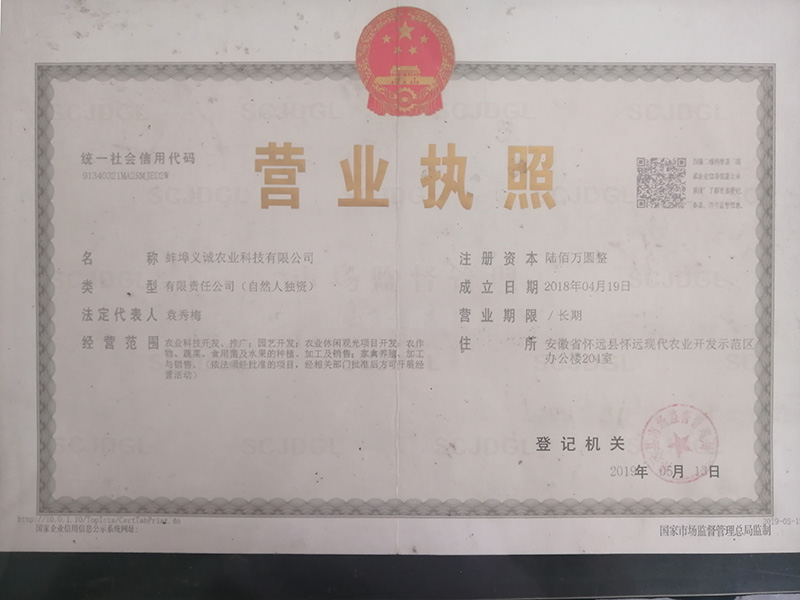 营业执照
统一社会信用代码
名 称 蚌埠义诚农业科技有限公司
类 型 有限责任公司（自然人独资）
法定代表人 袁秀梅
经营范围 农业科技开发、推广；园艺开发；农业休闲观光项目开发；农作
物、蔬菜、食用菌及水果的种植、加工及销售；家禽养殖、加工
与销售。（依法须经批准的项目，经相关部门批准后方可开展经
营活动）
注册资本 陆佰万圆整
成立日期 2018年04月19日
营业期限 / 长期
住 所 安徽省怀远县怀远现代农业开发示范区
办公楼204室
登记机关
2019年 05月 15日
国家企业信用信息公示系统网址:
国家市场监督管理总局监制